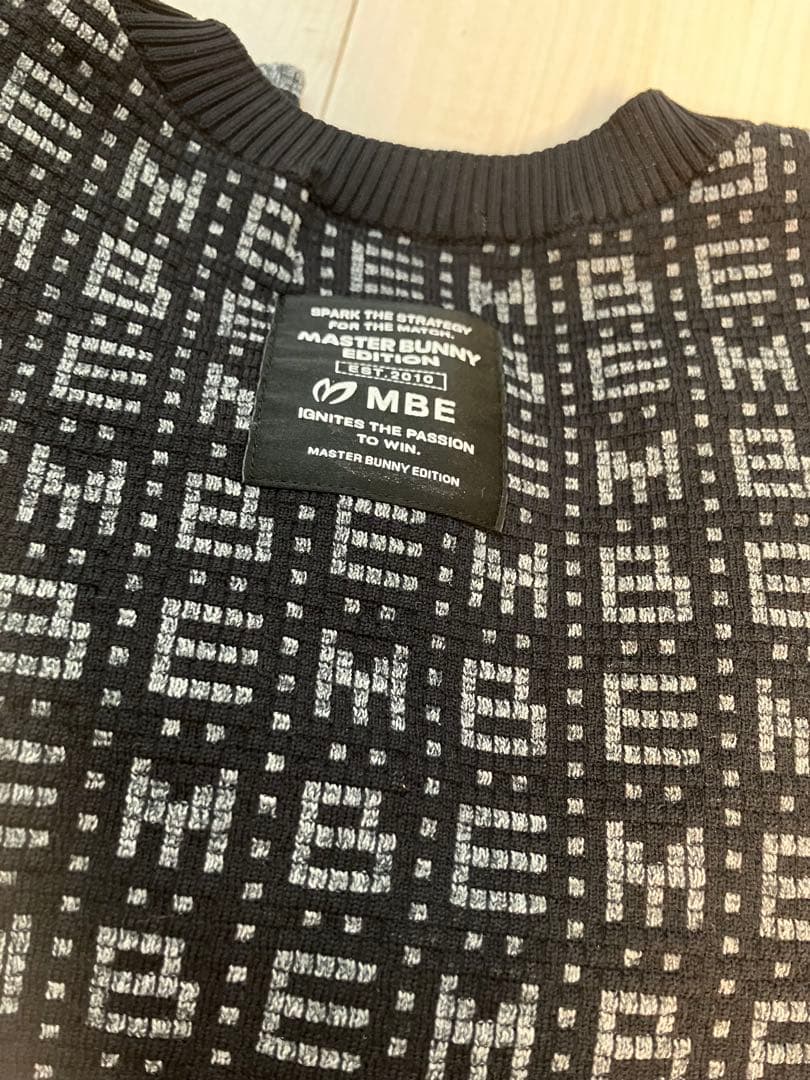 SPARK THE STRATEGY
FOR THE MATCH.
MASTER BUNNY
EDITION
EST.2010
MBE
IGNITES THE PASSION
TO WIN.
MASTER BUNNY EDITION
M B E M B E
M B E B E M
E M M B
M B E M B E
B E M B E M
E M B E M B
B E M B E